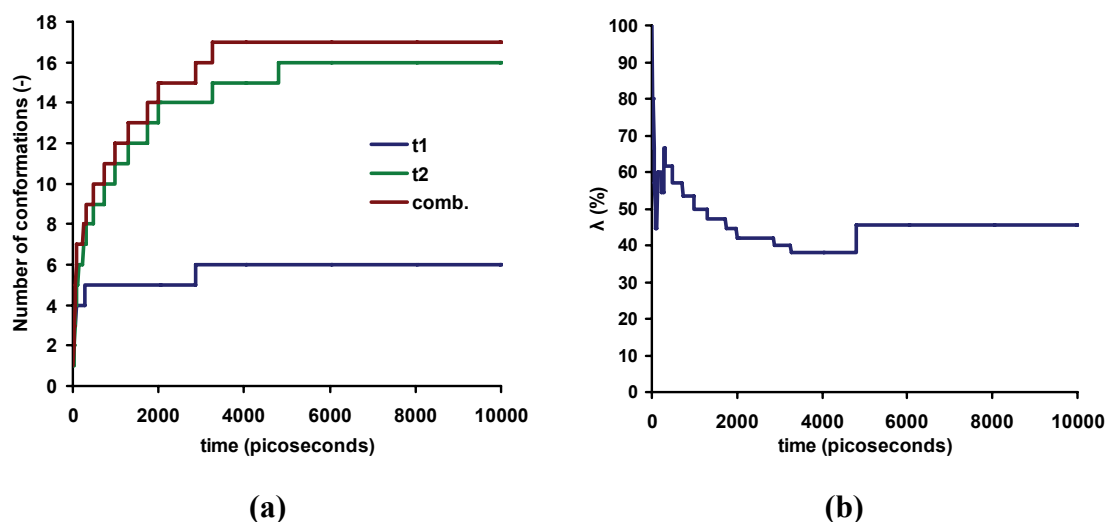 Number of conformations (-)
18
16
14
12
10
8
6
4
2
0
t1
t2
comb.
0 2000 4000 6000 8000 10000
time (picoseconds)
(a)
λ (%)
100
90
80
70
60
50
40
30
20
10
0
0 2000 4000 6000 8000 10000
time (picoseconds)
(b)